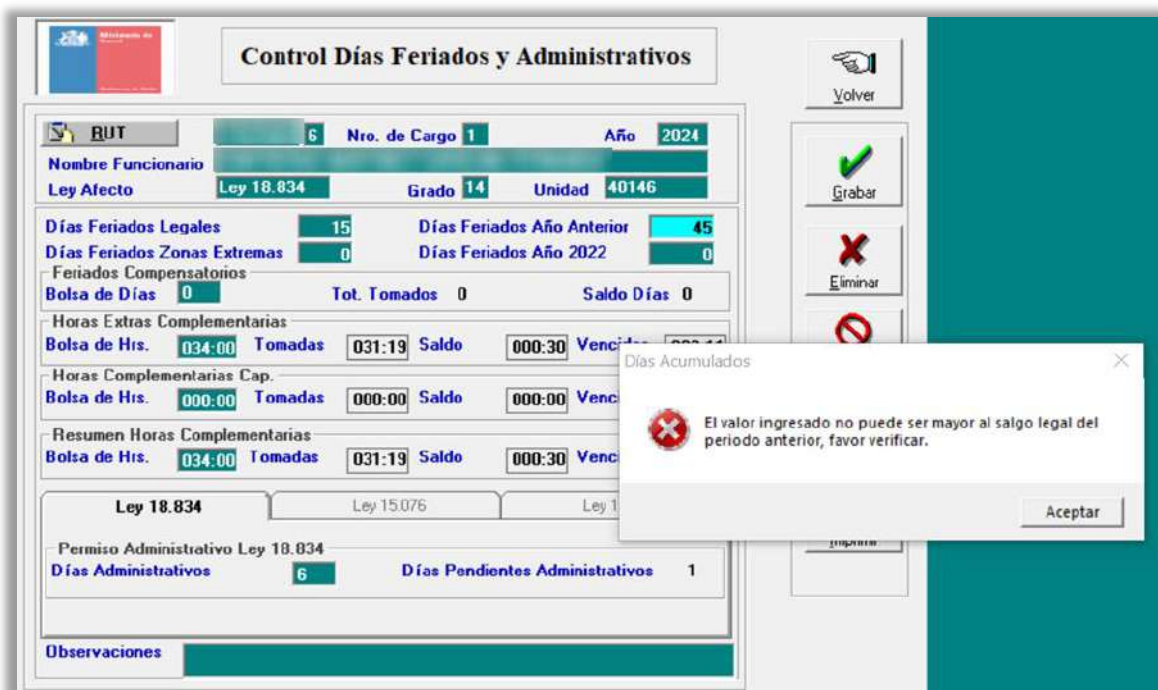 Control Días Feriados y Administrativos
Volver
RUT 6 Nro. de Cargo 1 Año 2024
Nombre Funcionario
Ley Afecto Ley 18.834 Grado 14 Unidad 40146
Grabar
Días Feriados Legales 15 Días Feriados Año Anterior 45
Días Feriados Zonas Extremas 0 Días Feriados Año 2022 0
Eliminar
Feriados Compensatorios
Bolsa de Días 0 Tot. Tomados 0 Saldo Días 0
Horas Extras Complementarias
Bolsa de Hrs. 034:00 Tomadas 031:19 Saldo 000:30
Horas Complementarias Cap.
Bolsa de Hrs. 000:00 Tomadas 000:00 Saldo 000:00
Resumen Horas Complementarias
Bolsa de Hrs. 034:00 Tomadas 031:19 Saldo 000:30
Días Acumulados
El valor ingresado no puede ser mayor al salgo legal del
periodo anterior, favor verificar.
Aceptar
Ley 18.834 Ley 15.076 Ley 1
Imprimir
Permiso Administrativo Ley 18.834
Días Administrativos 6 Días Pendientes Administrativos 1
Observaciones